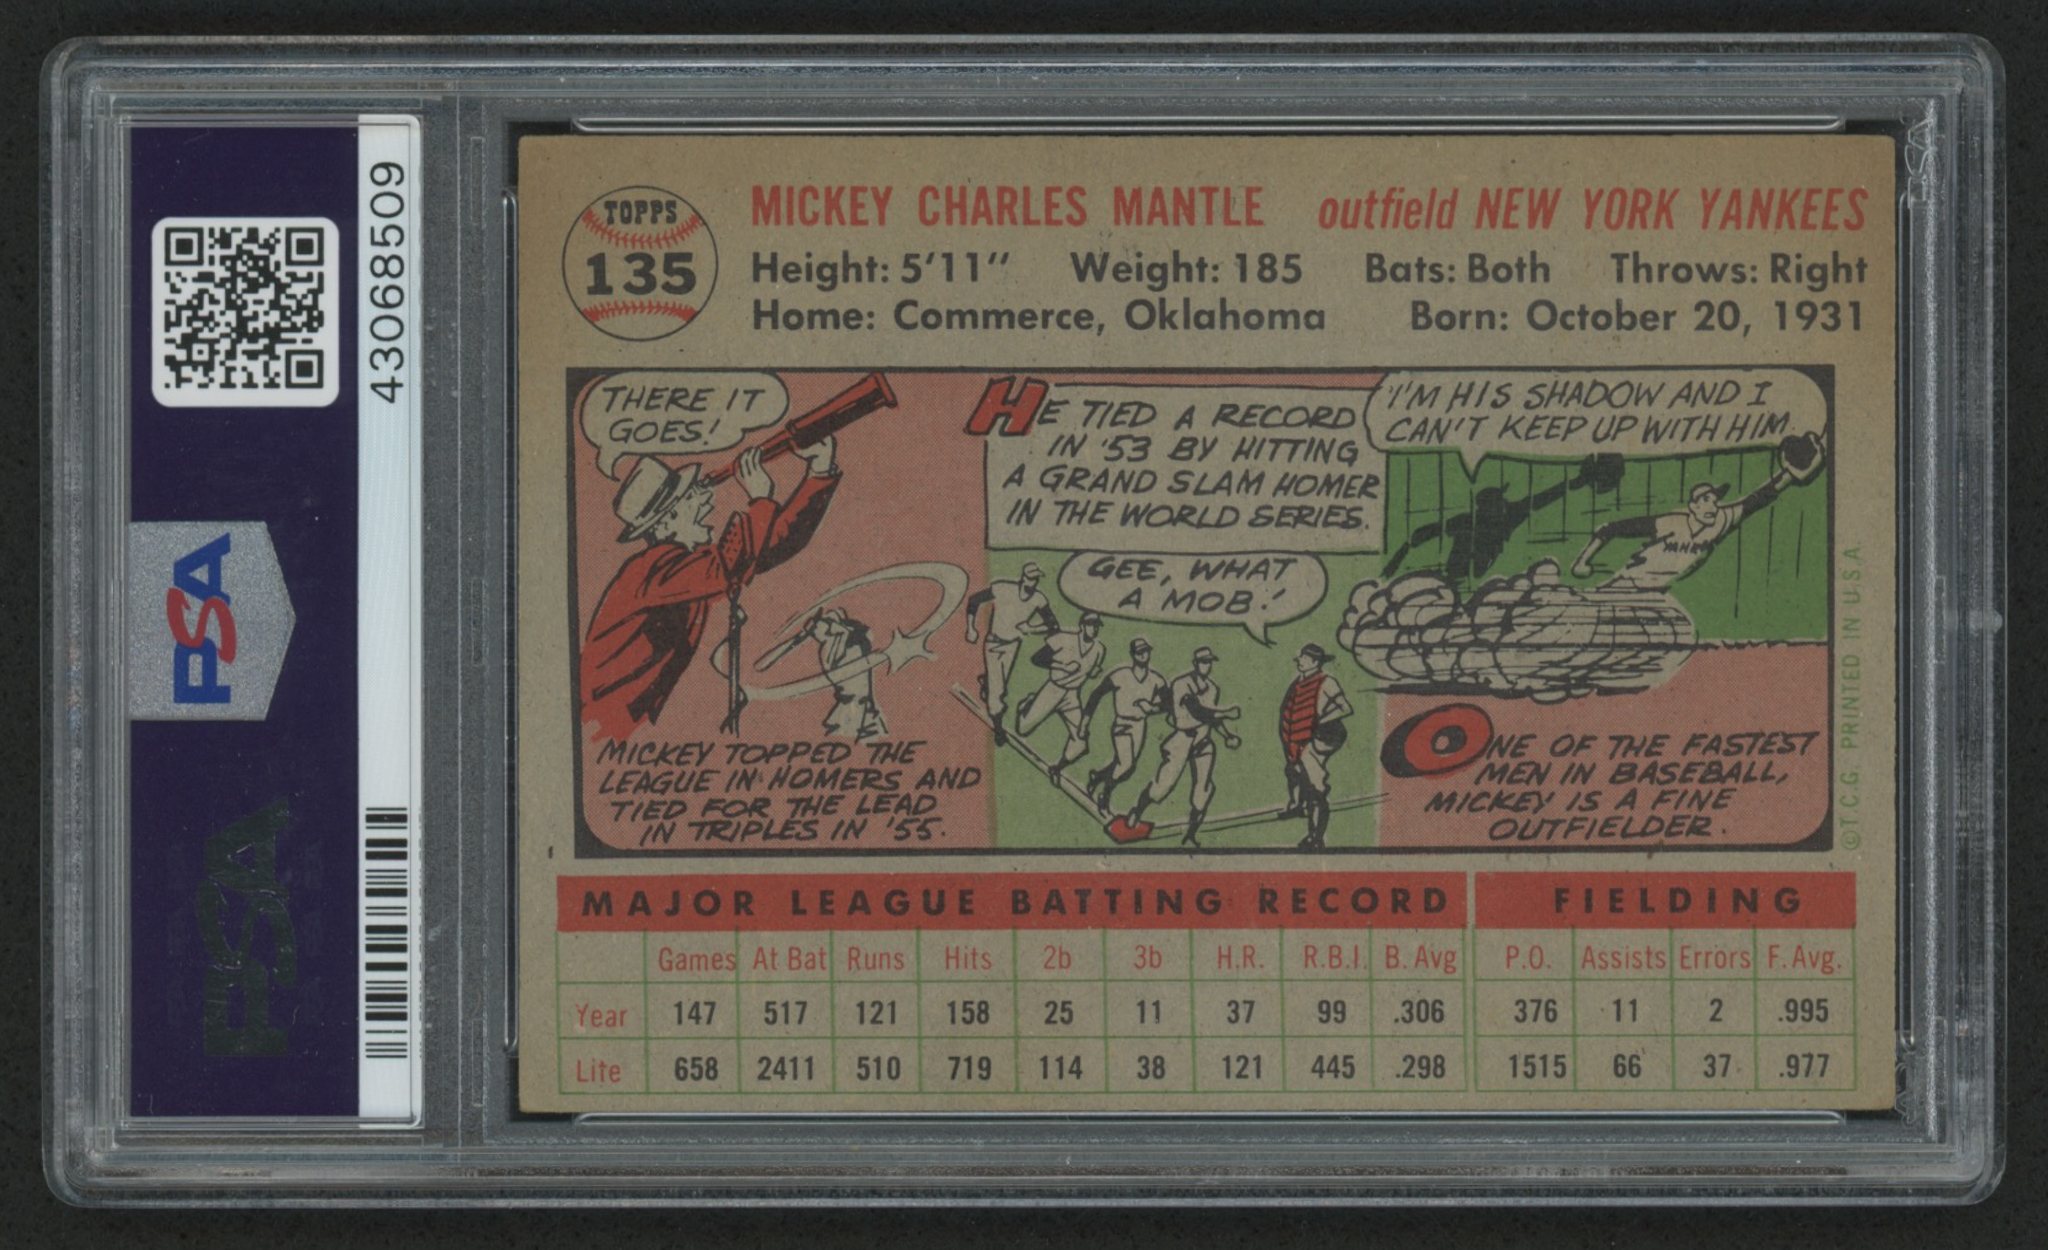 43068509
PSA
PSA
TOPPS
135
MICKEY CHARLES MANTLE outfield NEW YORK YANKEES
Height: 5'11" Weight: 185 Bats: Both Throws: Right
Home: Commerce, Oklahoma Born: October 20, 1931
THERE IT
GOES!
MICKEY TOPPED THE
LEAGUE IN HOMERS AND
TIED FOR THE LEAD
IN TRIPLES IN '55.
HE TIED A RECORD
IN '53 BY HITTING
A GRAND SLAM HOMER
IN THE WORLD SERIES.
GEE, WHAT
A MOB!
I'M HIS SHADOW AND I
CAN'T KEEP UP WITH HIM.
ONE OF THE FASTEST
MEN IN BASEBALL,
MICKEY IS A FINE
OUTFIELDER.
©T.C.G. PRINTED IN U.S.A.
MAJOR LEAGUE BATTING RECORD FIELDING
Games At Bat Runs Hits 2b 3b H.R. R.B.I. B. Avg P.O. Assists Errors F. Avg.
Year 147 517 121 158 25 11 37 99 .306 376 11 2 .995
Life 658 2411 510 719 114 38 121 445 .298 1515 66 37 .977
PSA